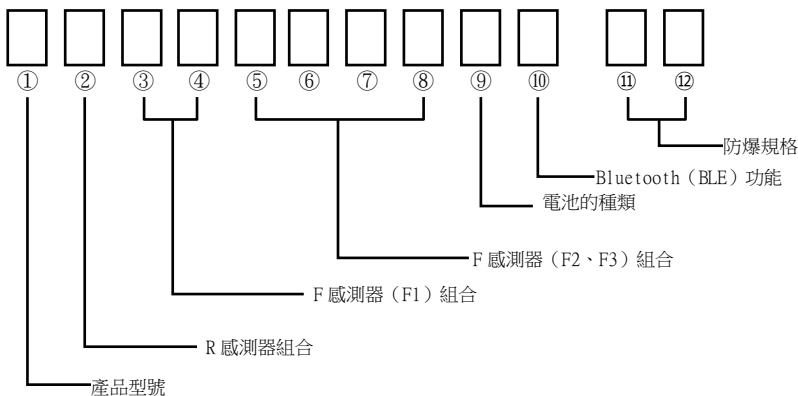 ① ② ③ ④ ⑤ ⑥ ⑦ ⑧ ⑨ ⑩ ⑪ ⑫
防爆規格
Bluetooth（BLE）功能
電池的種類
F 感測器（F2、F3）組合
F 感測器（F1）組合
R 感測器組合
產品型號